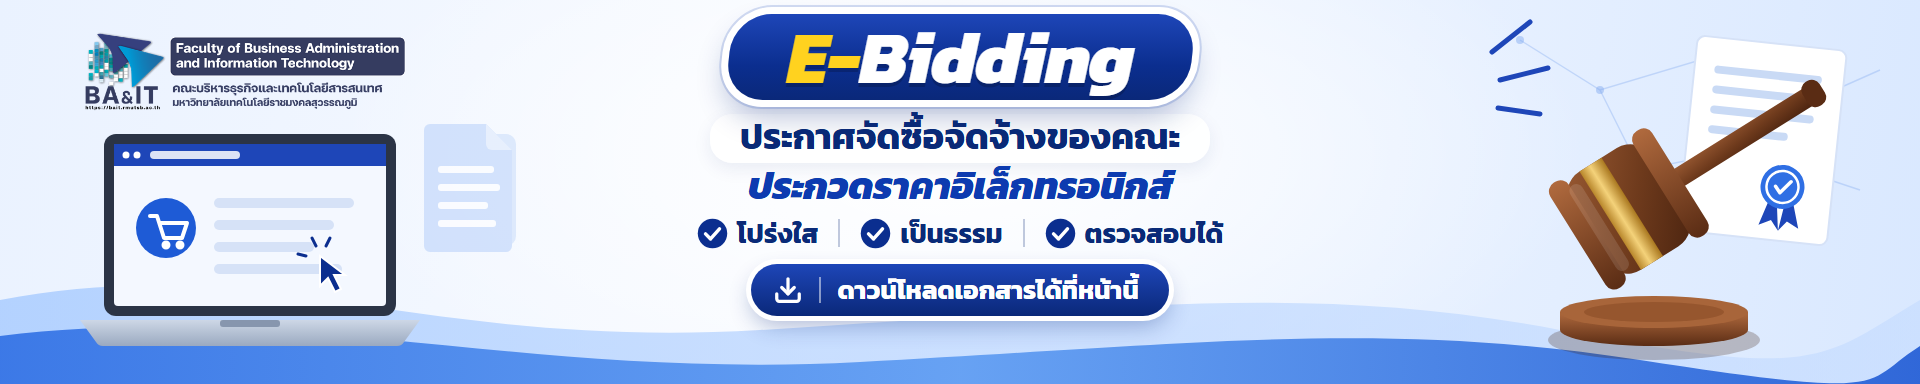 Faculty of Business Administration
and Information Technology
BA&IT
https://bait.rmutsb.ac.th
คณะบริหารธุรกิจและเทคโนโลยีสารสนเทศ
มหาวิทยาลัยเทคโนโลยีราชมงคลสุวรรณภูมิ
E-Bidding
ประกาศจัดซื้อจัดจ้างของคณะ
ประกวดราคาอิเล็กทรอนิกส์
โปร่งใส
เป็นธรรม
ตรวจสอบได้
ดาวน์โหลดเอกสารได้ที่หน้านี้